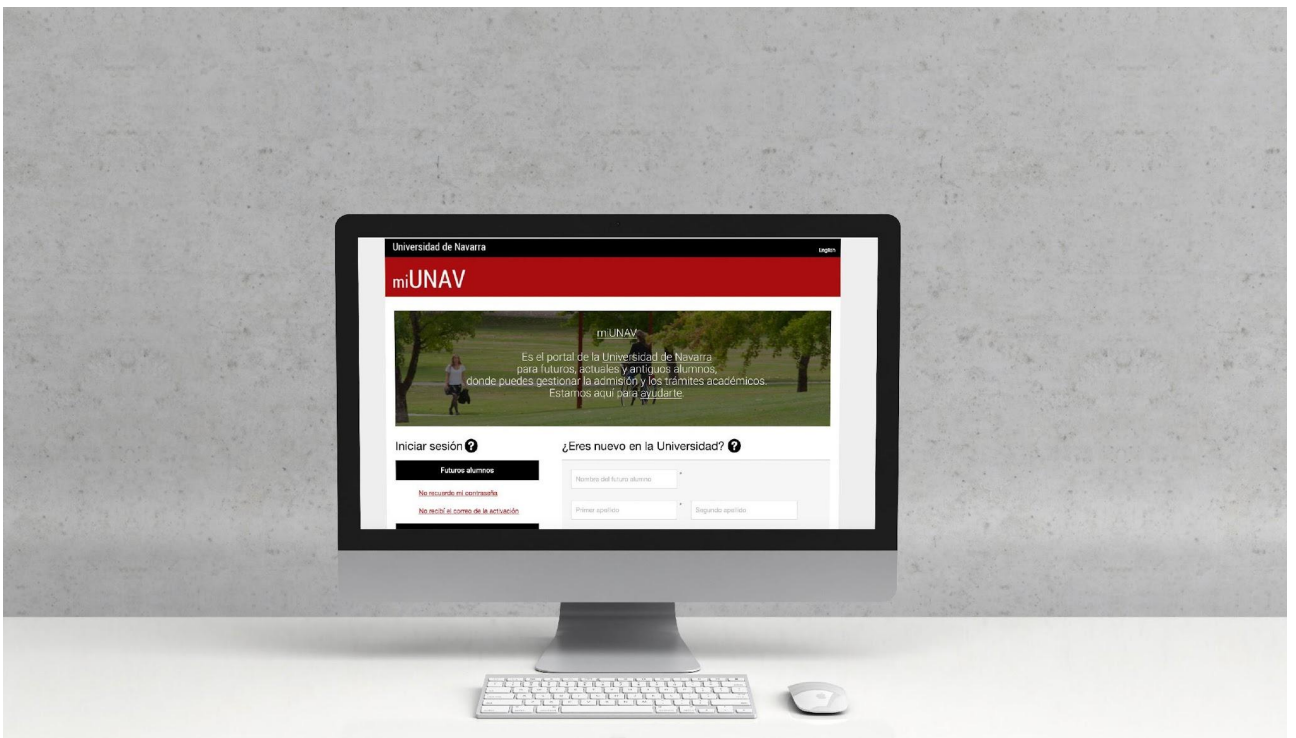 Universidad de Navarra
English
miUNAV
miUNAV
Es el portal de la Universidad de Navarra
para futuros, actuales y antiguos alumnos,
donde puedes gestionar la admisión y los trámites académicos.
Estamos aquí para ayudarte.
Iniciar sesión ?
¿Eres nuevo en la Universidad? ?
Futuros alumnos
No recuerdo mi contraseña
No recibí el correo de la activación
Nombre del futuro alumno *
Primer apellido * Segundo apellido